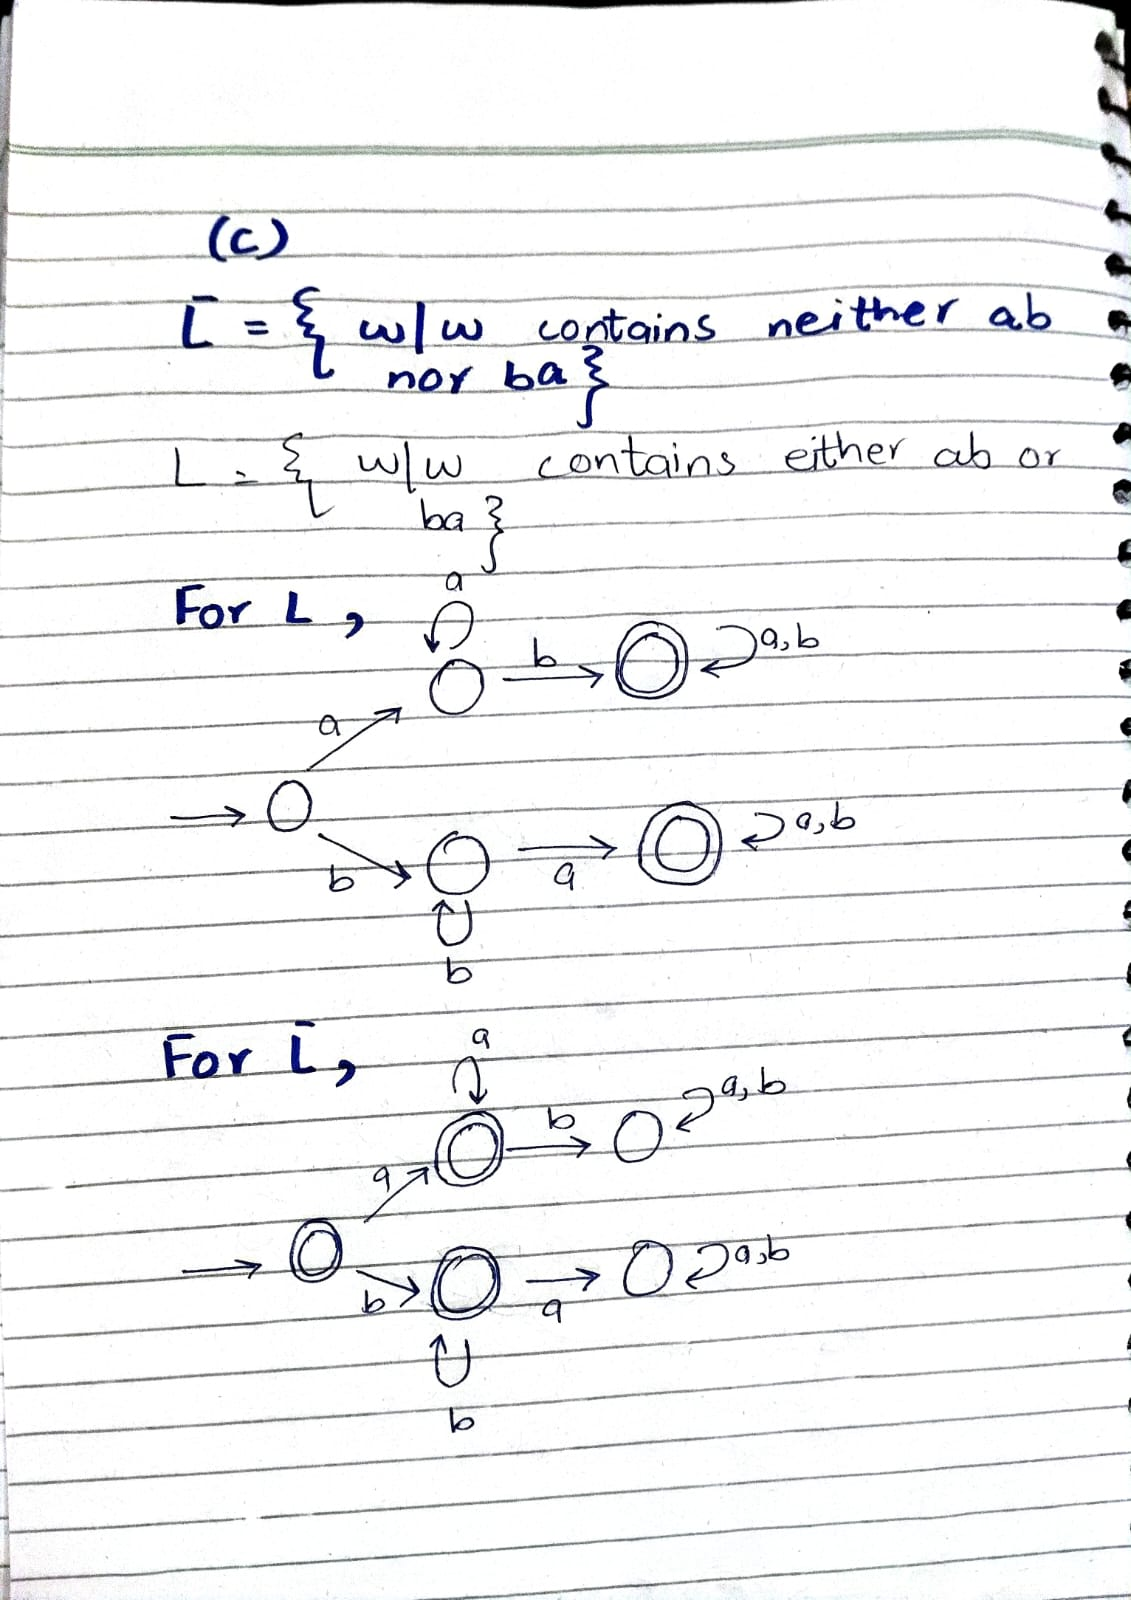 (c)
L̄ = { w/w contains neither ab
nor ba }
L = { w/w contains either ab or
ba }
For L,
a
b
a,b
a
a,b
b
a
b
For L̄,
a
a,b
b
a
a,b
b
a
b